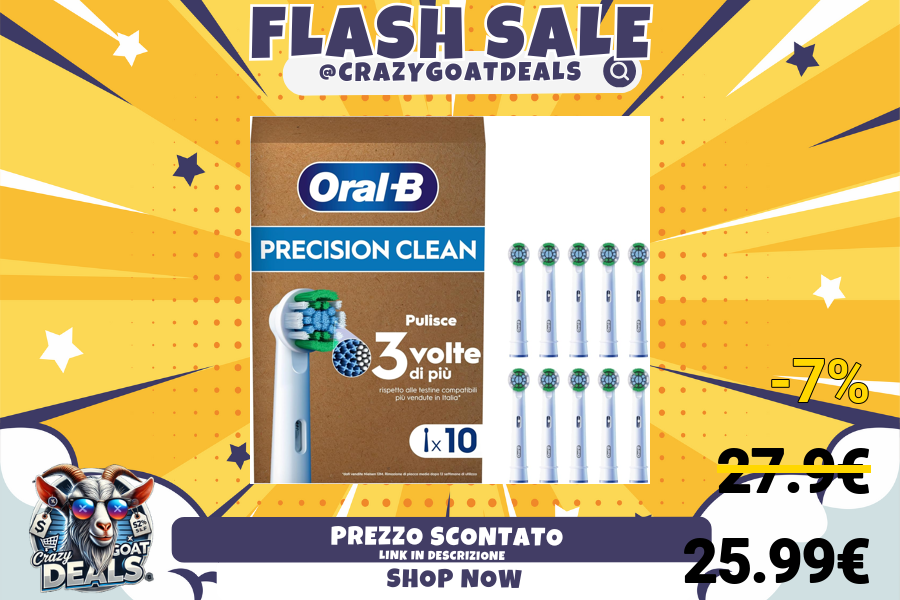 FLASH SALE
@CRAZYGOATDEALS
Oral-B
PRECISION CLEAN
Pulisce
3 volte
di più
rispetto alle testine compatibili
più vendute in Italia*
x10
-7%
27.9€
25.99€
PREZZO SCONTATO
LINK IN DESCRIZIONE
SHOP NOW
$
52%
Crazy
GOAT
DEALS